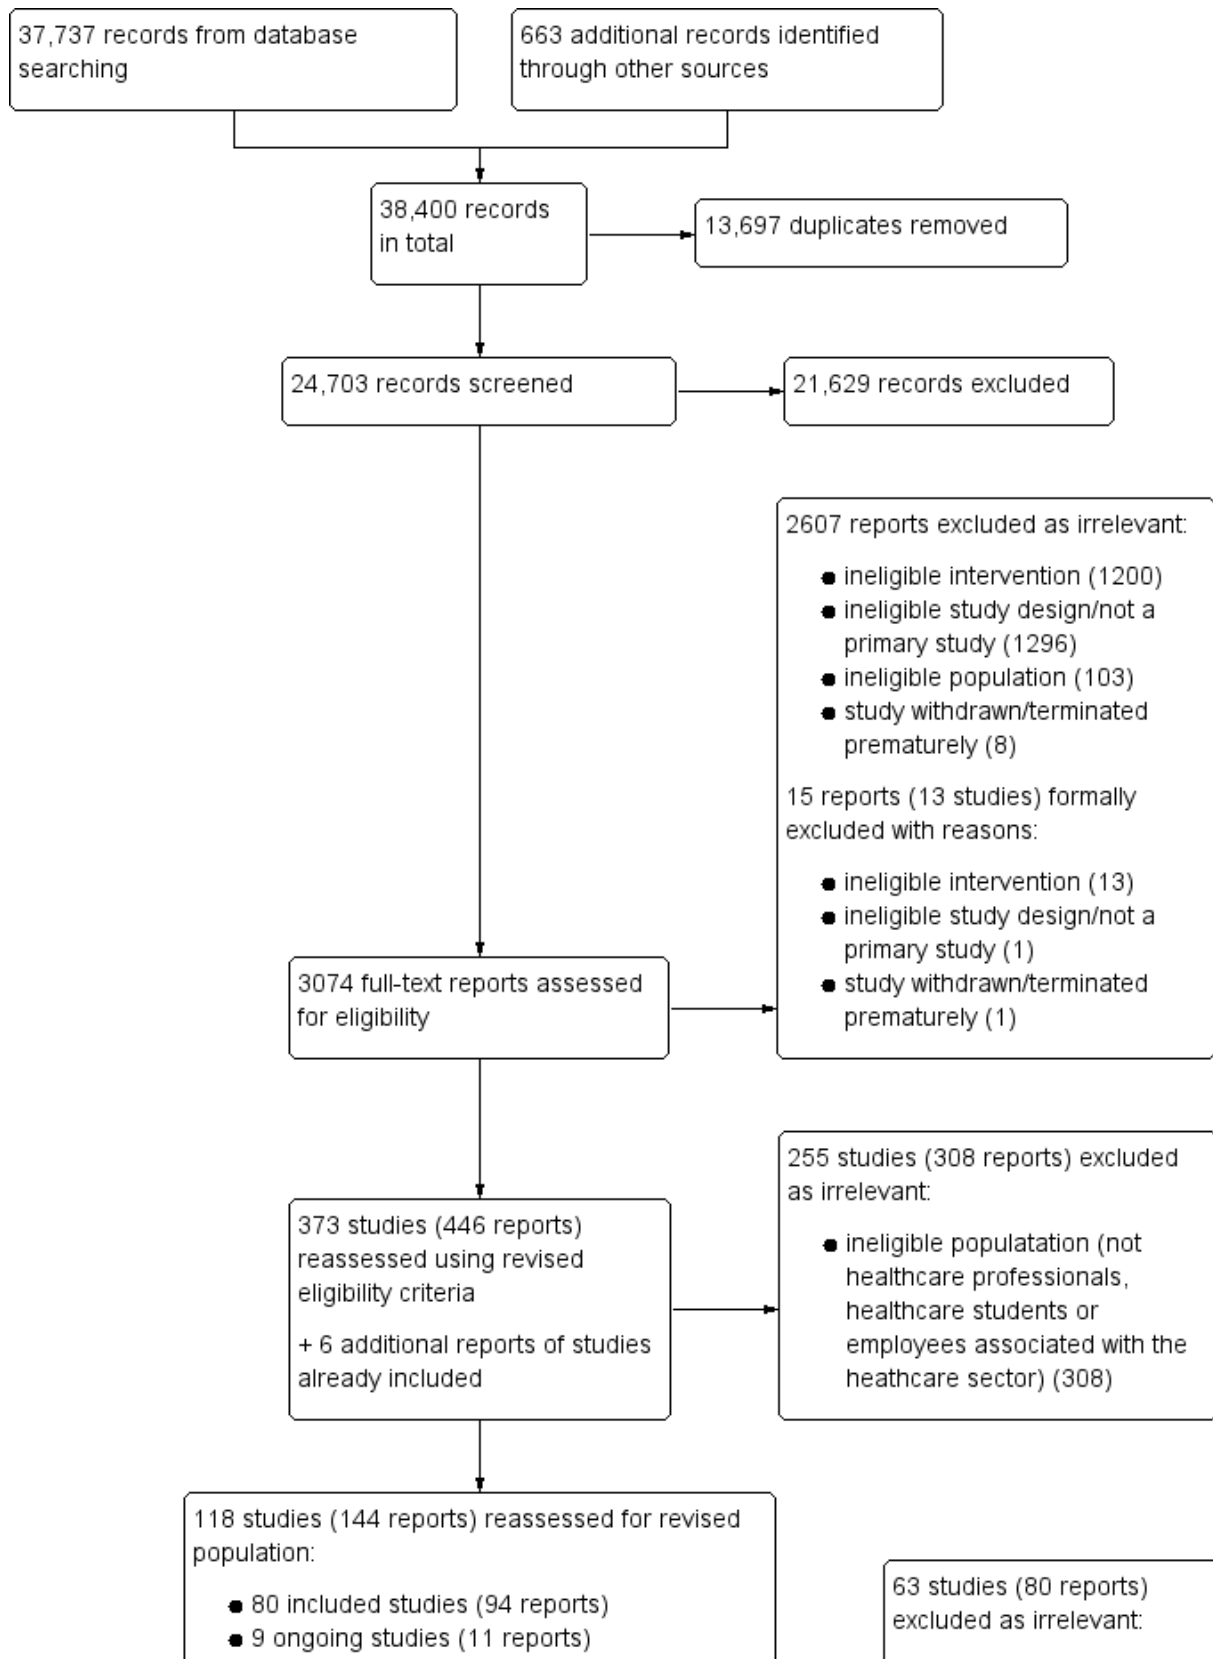 37,737 records from database
searching
663 additional records identified
through other sources
38,400 records
in total
13,697 duplicates removed
24,703 records screened
21,629 records excluded
2607 reports excluded as irrelevant:
● ineligible intervention (1200)
● ineligible study design/not a
primary study (1296)
● ineligible population (103)
● study withdrawn/terminated
prematurely (8)
15 reports (13 studies) formally
excluded with reasons:
● ineligible intervention (13)
● ineligible study design/not a
primary study (1)
● study withdrawn/terminated
prematurely (1)
3074 full-text reports assessed
for eligibility
255 studies (308 reports) excluded
as irrelevant:
● ineligible populatation (not
healthcare professionals,
healthcare students or
employees associated with the
heathcare sector) (308)
373 studies (446 reports)
reassessed using revised
eligibility criteria
+ 6 additional reports of studies
already included
118 studies (144 reports) reassessed for revised
population:
● 80 included studies (94 reports)
● 9 ongoing studies (11 reports)
63 studies (80 reports)
excluded as irrelevant: